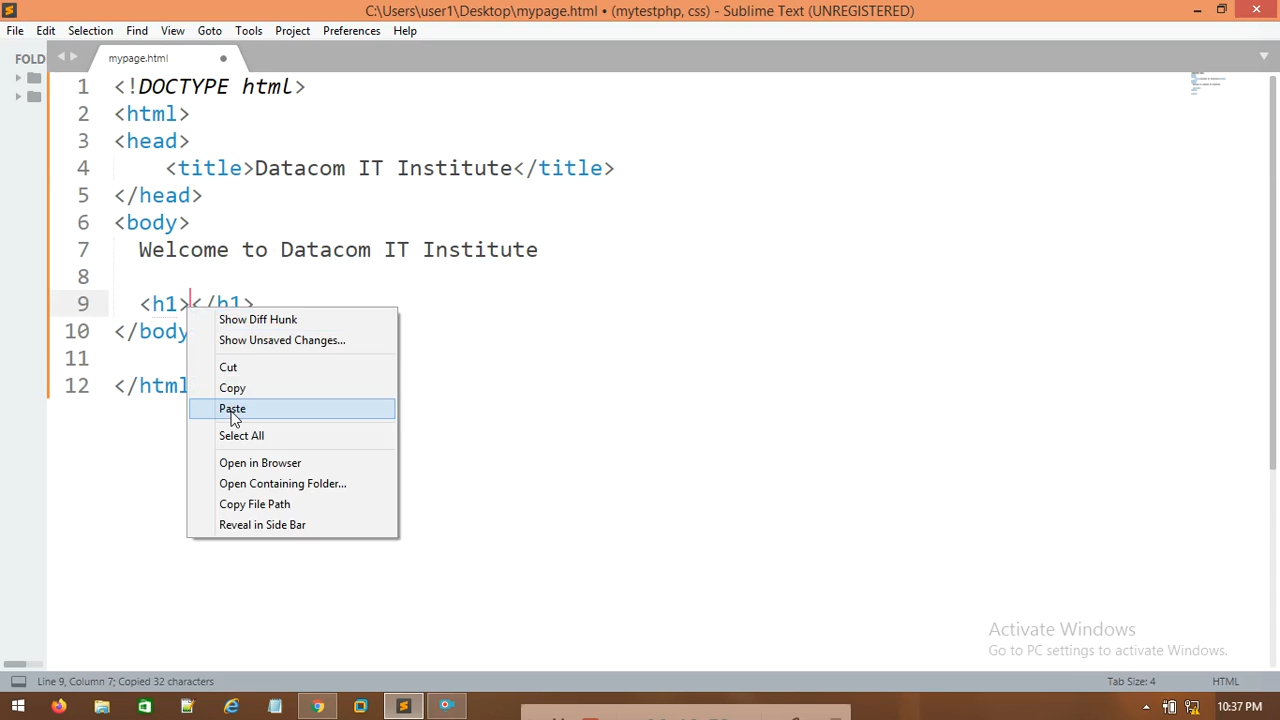 C:\Users\user1\Desktop\mypage.html • (mytestphp, css) - Sublime Text (UNREGISTERED)
File Edit Selection Find View Goto Tools Project Preferences Help
FOLD
mypage.html
1 <!DOCTYPE html>
2 <html>
3 <head>
4 <title>Datacom IT Institute</title>
5 </head>
6 <body>
7 Welcome to Datacom IT Institute
8
9 <h1></h1>
10 </body
11
12 </html
Show Diff Hunk
Show Unsaved Changes...
Cut
Copy
Paste
Select All
Open in Browser
Open Containing Folder...
Copy File Path
Reveal in Side Bar
Activate Windows
Go to PC settings to activate Windows.
Line 9, Column 7; Copied 32 characters Tab Size: 4 HTML
10:37 PM